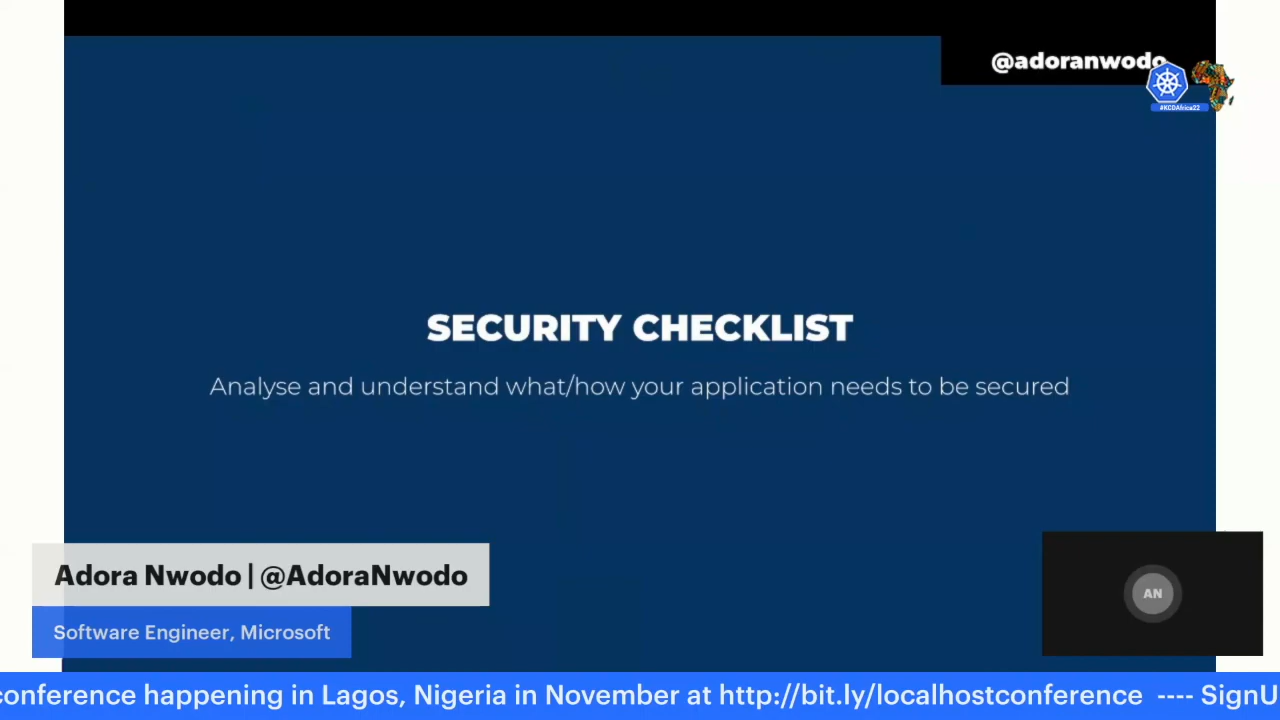 @adoranwodo
#KCDAfrica22
SECURITY CHECKLIST
Analyse and understand what/how your application needs to be secured
Adora Nwodo | @AdoraNwodo
AN
Software Engineer, Microsoft
conference happening in Lagos, Nigeria in November at http://bit.ly/localhostconference ---- SignU